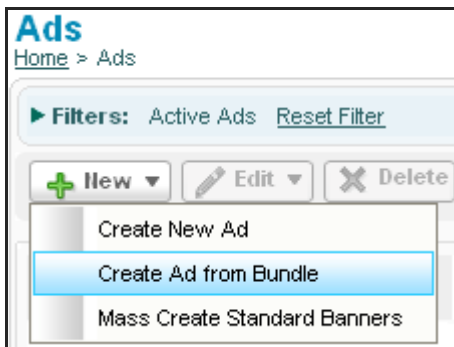 Ads
Home > Ads
Filters: Active Ads Reset Filter
New Edit Delete
Create New Ad
Create Ad from Bundle
Mass Create Standard Banners